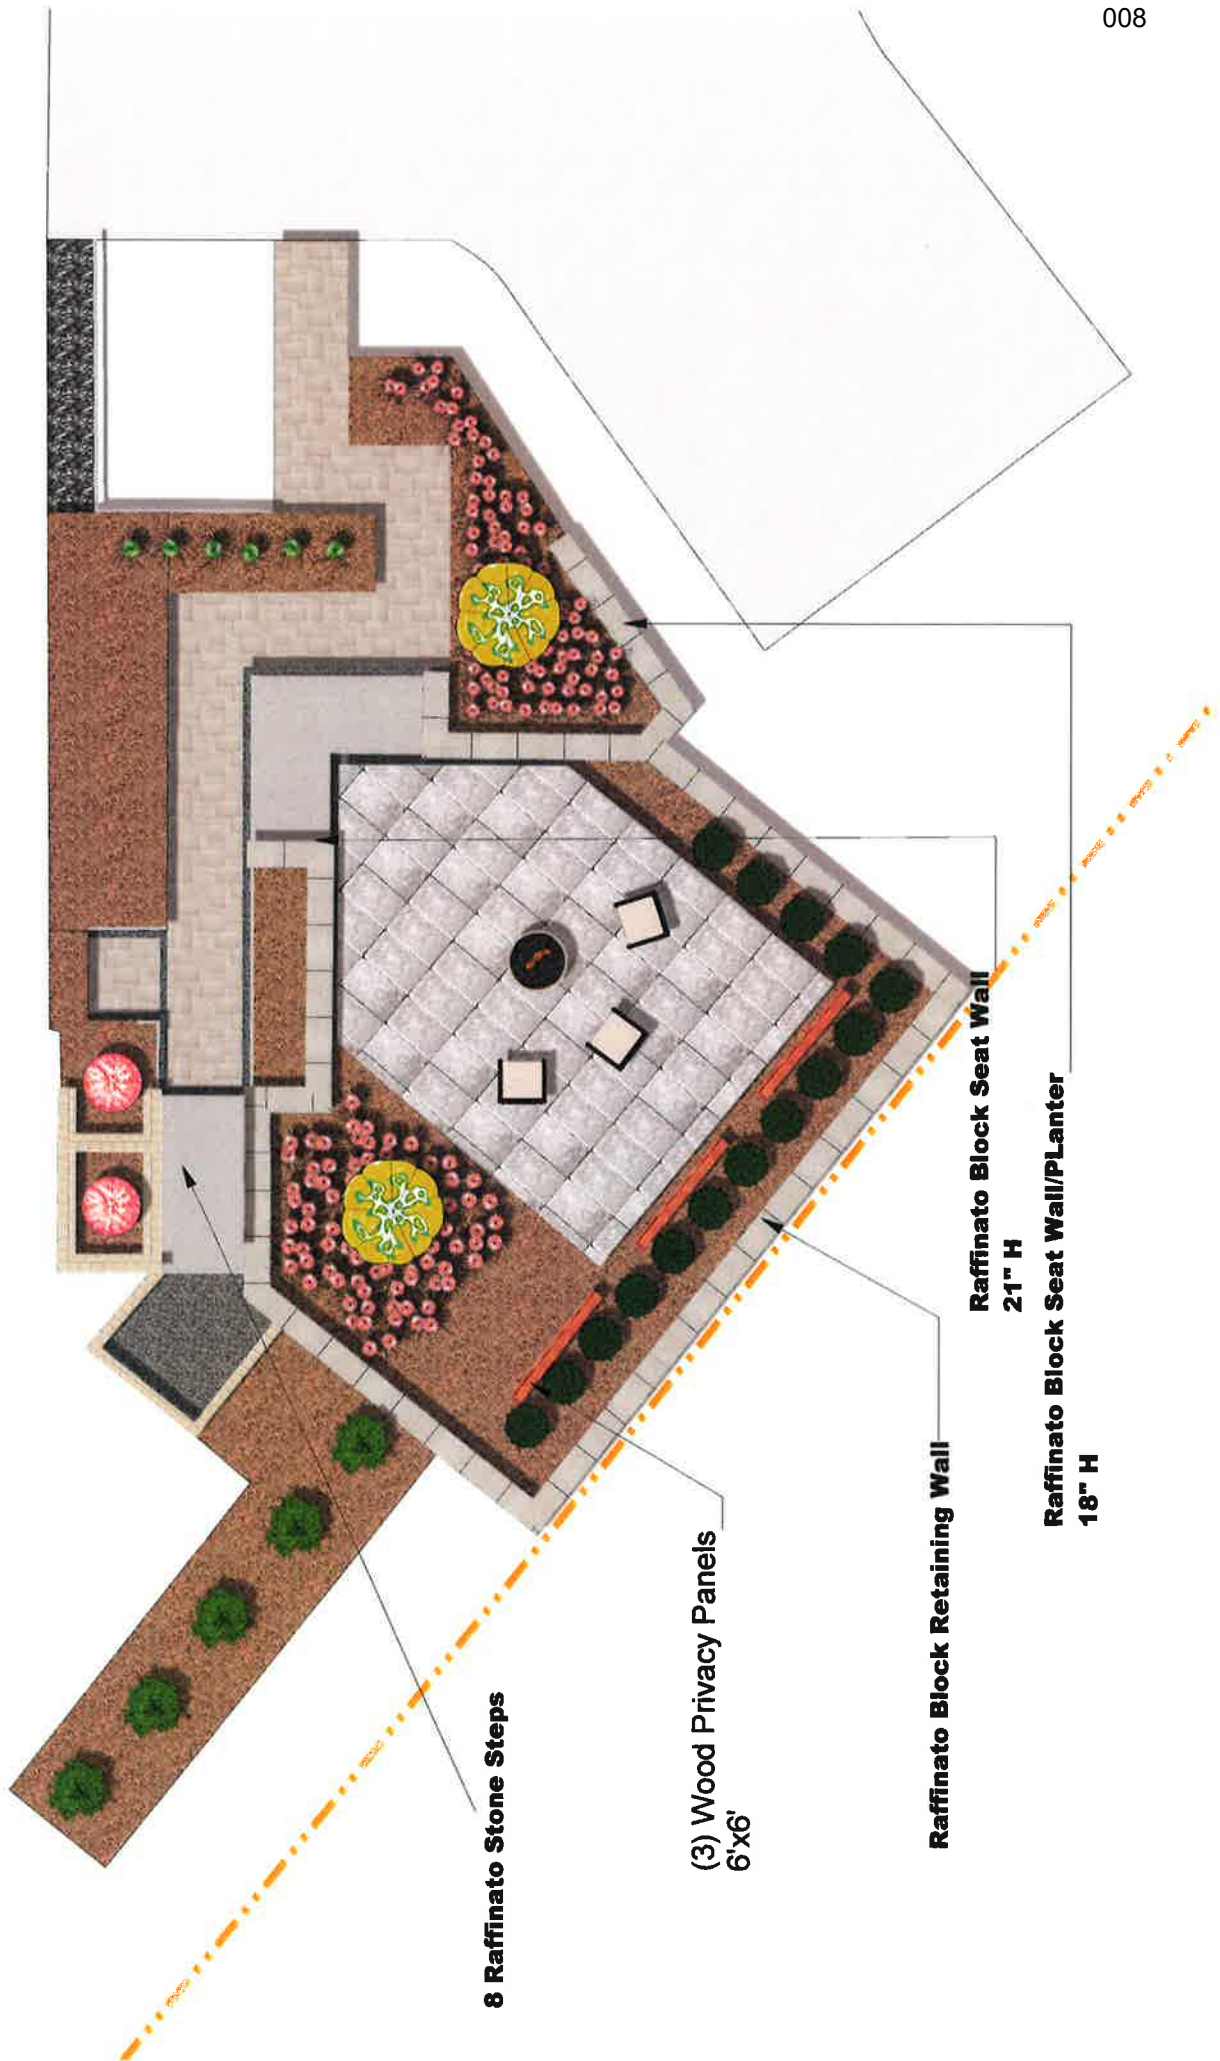 008
8 Raffinato Stone Steps
(3) Wood Privacy Panels
6'x6'
Raffinato Block Retaining Wall
Raffinato Block Seat Wall
21" H
Raffinato Block Seat Wall/PLanter
18" H